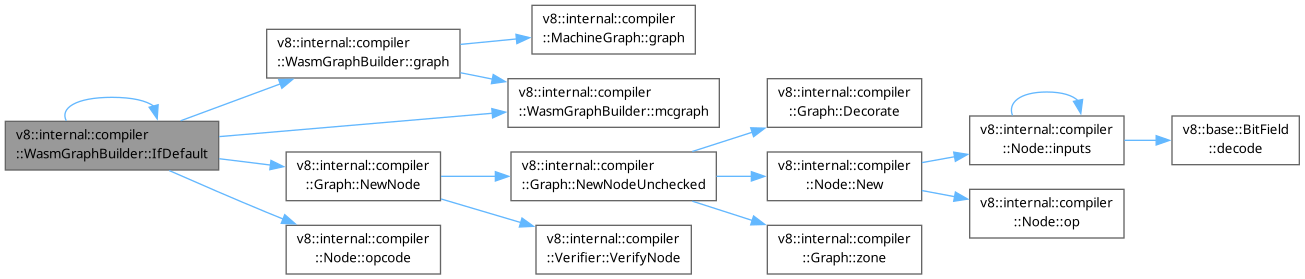 v8::internal::compiler
::WasmGraphBuilder::IfDefault
v8::internal::compiler
::WasmGraphBuilder::graph
v8::internal::compiler
::MachineGraph::graph
v8::internal::compiler
::WasmGraphBuilder::mcgraph
v8::internal::compiler
::Graph::NewNode
v8::internal::compiler
::Graph::NewNodeUnchecked
v8::internal::compiler
::Graph::Decorate
v8::internal::compiler
::Node::New
v8::internal::compiler
::Node::inputs
v8::base::BitField
::decode
v8::internal::compiler
::Node::op
v8::internal::compiler
::Graph::zone
v8::internal::compiler
::Verifier::VerifyNode
v8::internal::compiler
::Node::opcode